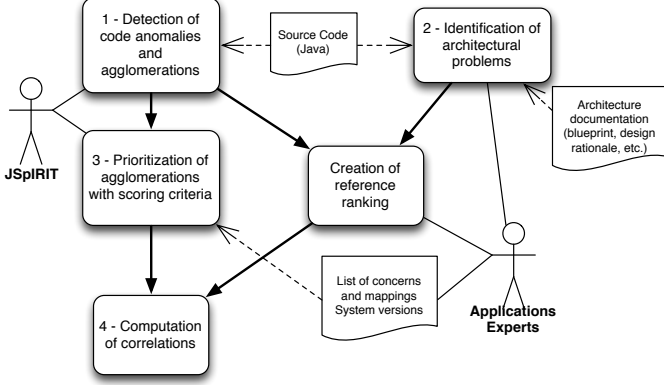 1 - Detection of
code anomalies
and
agglomerations
Source Code
(Java)
2 - Identification of
architectural
problems
Architecture
documentation
(blueprint, design
rationale, etc.)
JSpIRIT
3 - Prioritization of
agglomerations
with scoring criteria
Creation of
reference
ranking
List of concerns
and mappings
System versions
Applications
Experts
4 - Computation
of correlations